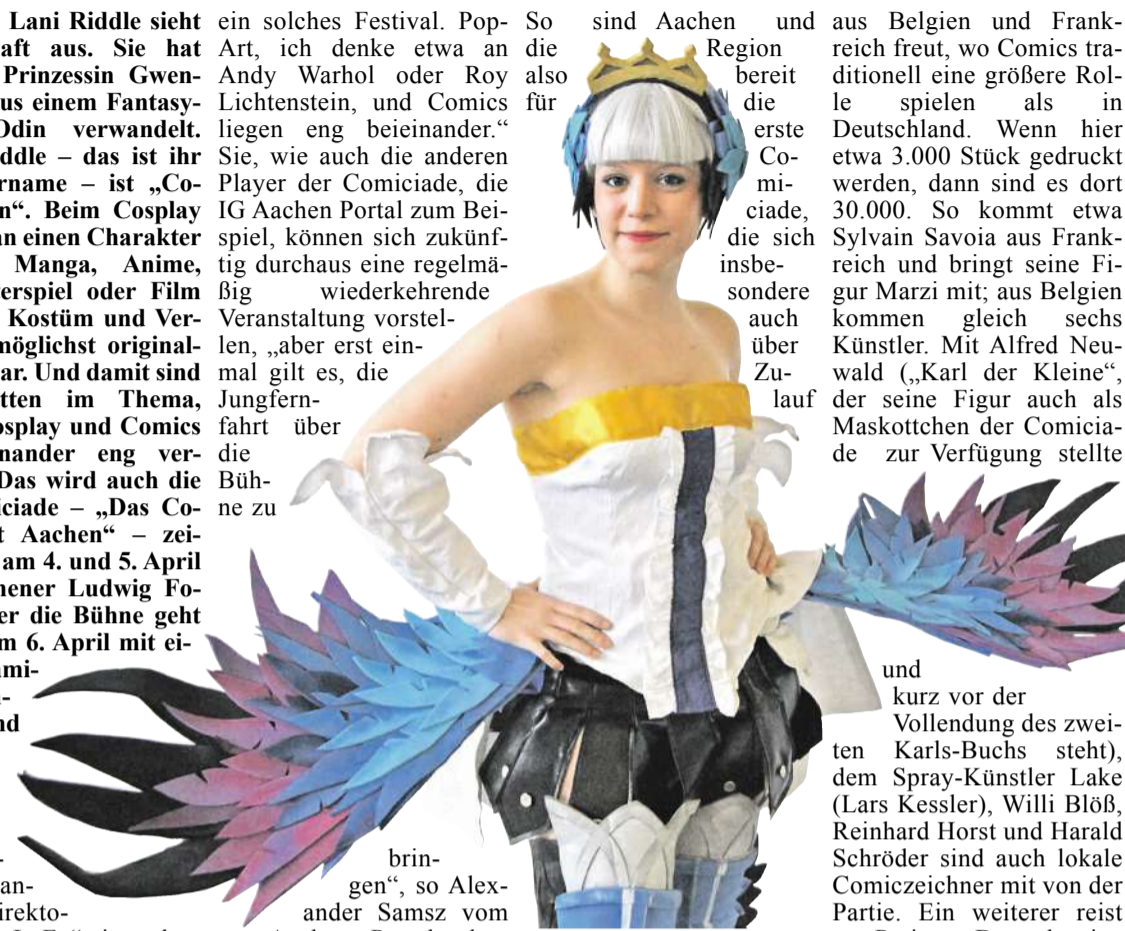 Lani Riddle sieht
aft aus. Sie hat
Prinzessin Gwen-
us einem Fantasy-
Odin verwandelt.
ddle – das ist ihr
rname – ist „Co-
n“. Beim Cosplay
an einen Charakter
Manga, Anime,
erspiel oder Film
Kostüm und Ver-
möglichst original-
ar. Und damit sind
tten im Thema,
osplay und Comics
nander eng ver-
Das wird auch die
iciade – „Das Co-
t Aachen“ – zei-
am 4. und 5. April
hener Ludwig Fo-
er die Bühne geht
m 6. April mit ei-
mi-
nd
an-
irekto-
ein solches Festival. Pop-
Art, ich denke etwa an
Andy Warhol oder Roy
Lichtenstein, und Comics
liegen eng beieinander.“
Sie, wie auch die anderen
Player der Comiciade, die
IG Aachen Portal zum Bei-
spiel, können sich zukünf-
tig durchaus eine regelmä-
ßig wiederkehrende
Veranstaltung vorstel-
len, „aber erst ein-
mal gilt es, die
Jungfern-
fahrt über
die
Büh-
ne zu
brin-
gen“, so Alex-
ander Samsz vom
So sind Aachen und
die Region
also bereit
für die
erste
Co-
mi-
ciade,
die sich
insbe-
sondere
auch
über
Zu-
lauf
aus Belgien und Frank-
reich freut, wo Comics tra-
ditionell eine größere Rol-
le spielen als in
Deutschland. Wenn hier
etwa 3.000 Stück gedruckt
werden, dann sind es dort
30.000. So kommt etwa
Sylvain Savoia aus Frank-
reich und bringt seine Fi-
gur Marzi mit; aus Belgien
kommen gleich sechs
Künstler. Mit Alfred Neu-
wald („Karl der Kleine“,
der seine Figur auch als
Maskottchen der Comicia-
de zur Verfügung stellte
und
kurz vor der
Vollendung des zwei-
ten Karls-Buchs steht),
dem Spray-Künstler Lake
(Lars Kessler), Willi Blöß,
Reinhard Horst und Harald
Schröder sind auch lokale
Comiczeichner mit von der
Partie. Ein weiterer reist